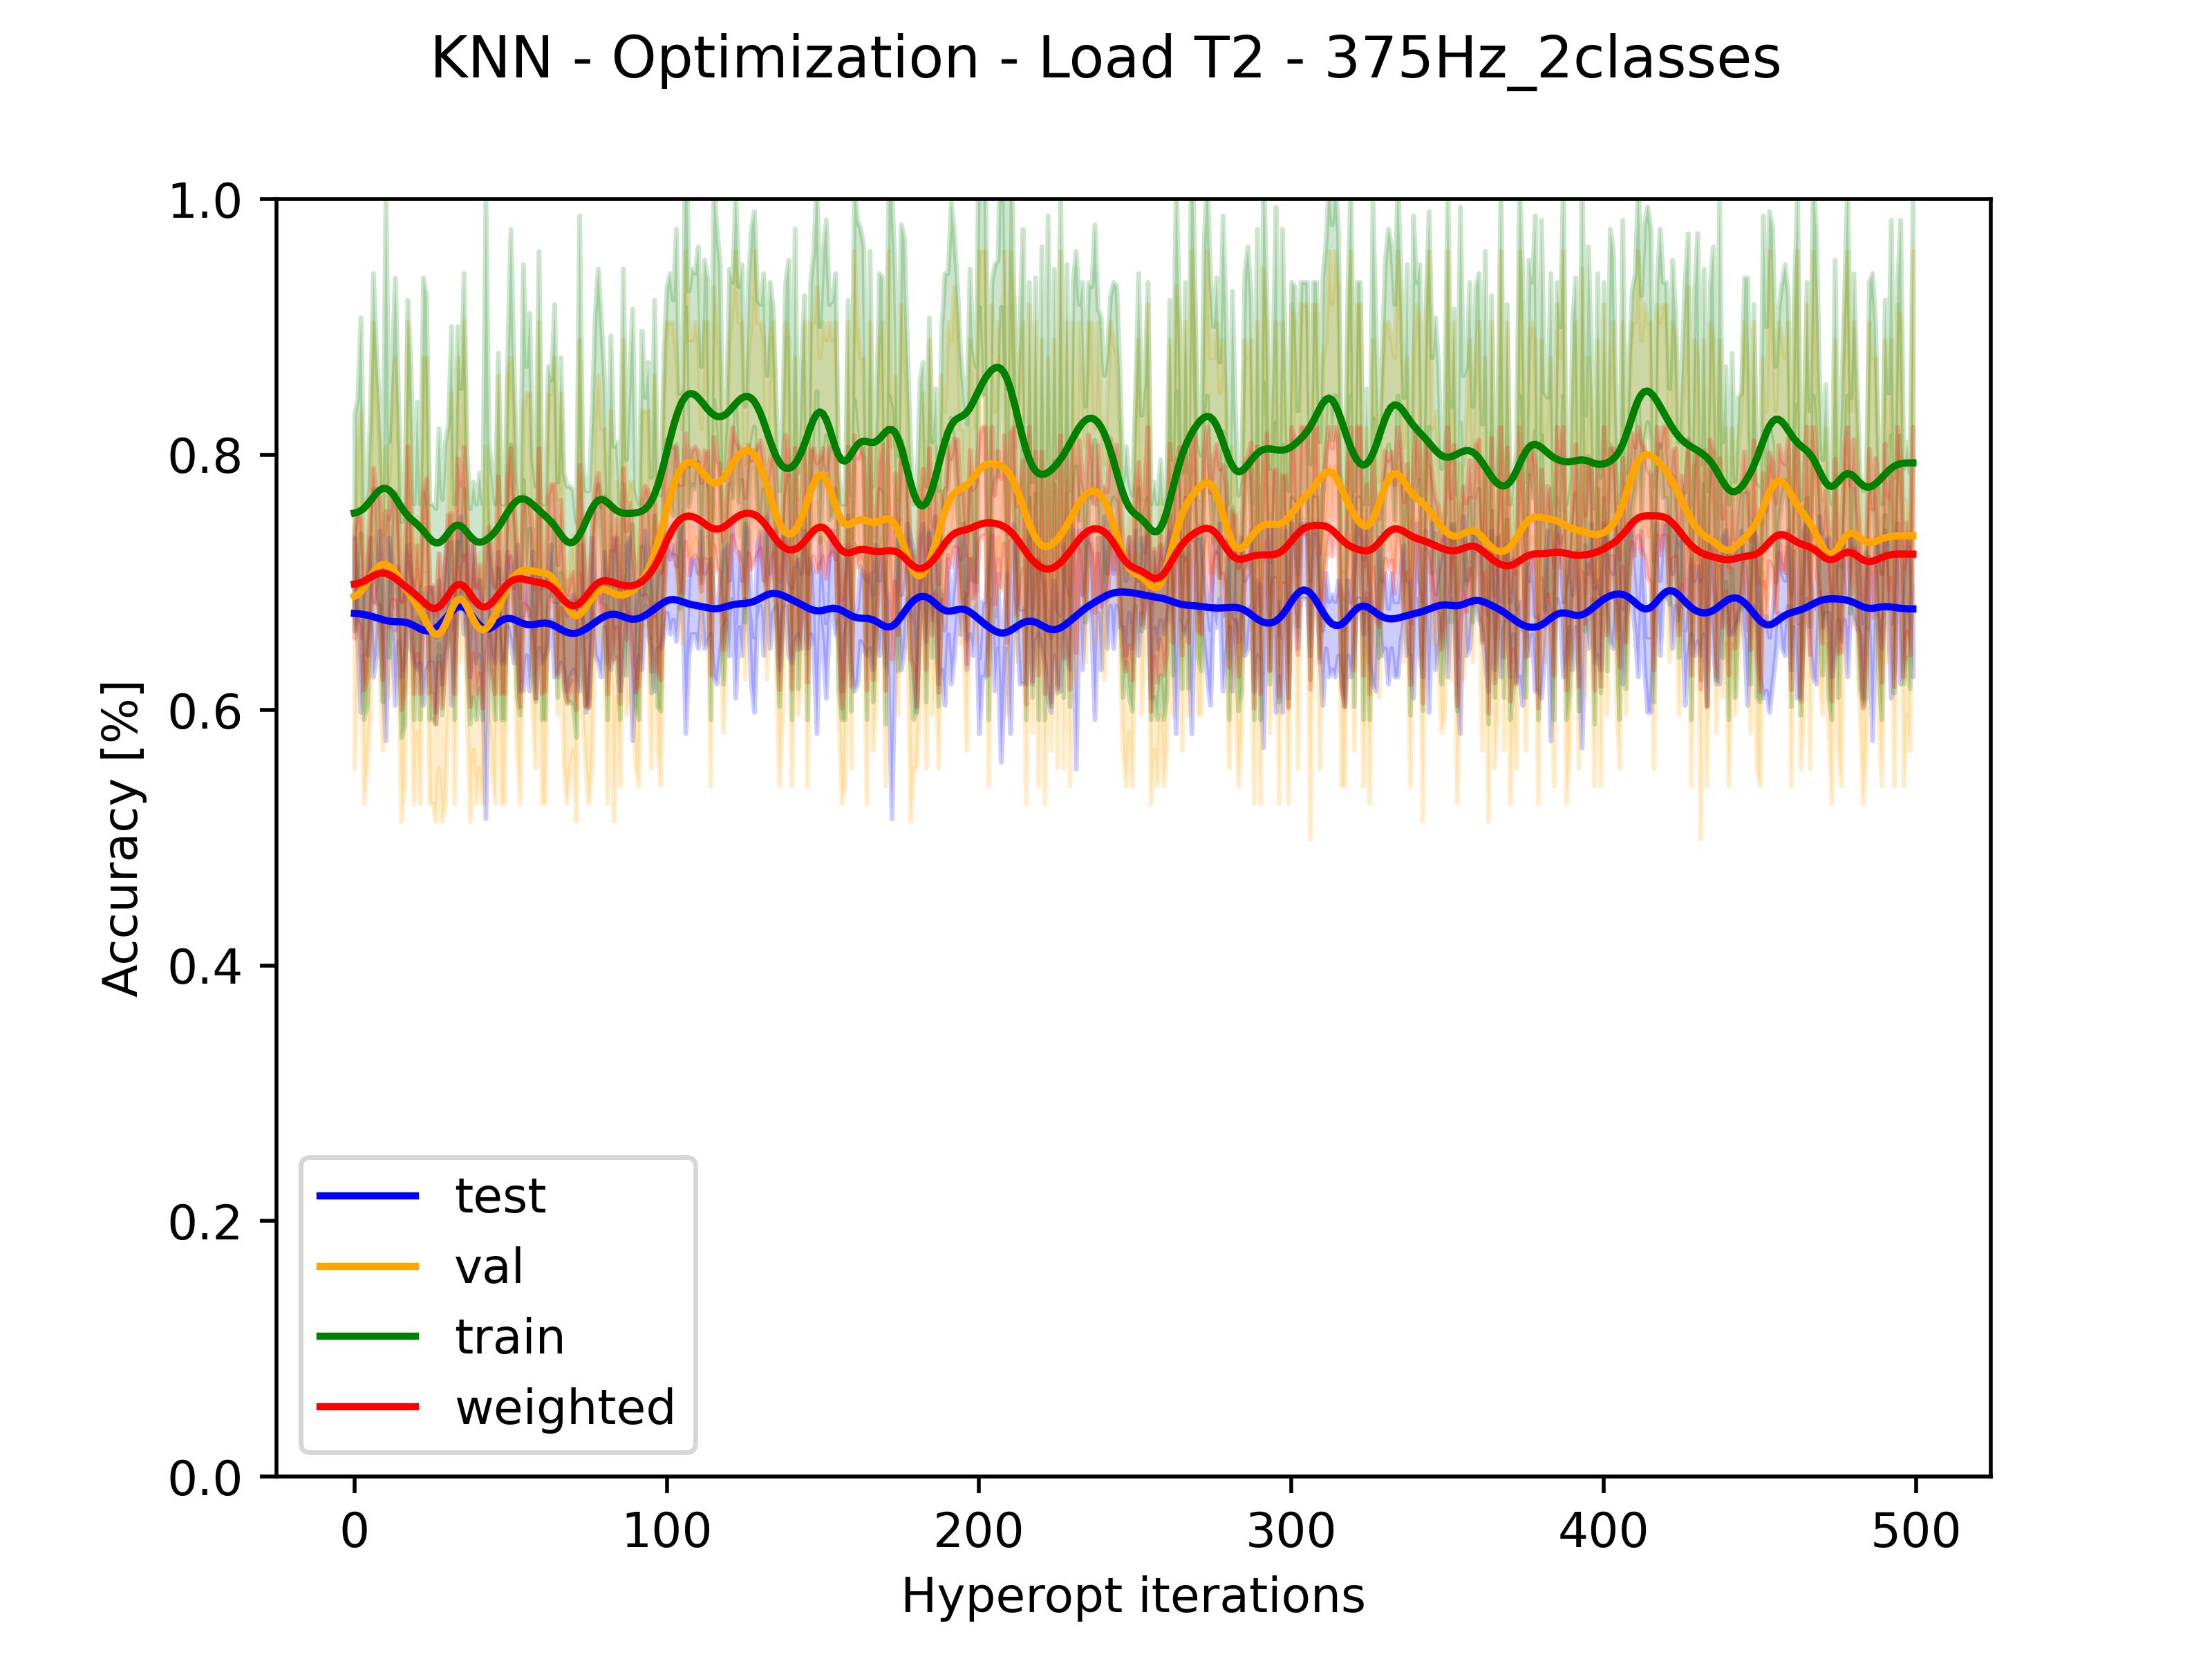 KNN - Optimization - Load T2 - 375Hz_2classes
1.0
0.8
0.6
0.4
0.2
0.0
Accuracy [%]
test
val
train
weighted
0 100 200 300 400 500
Hyperopt iterations